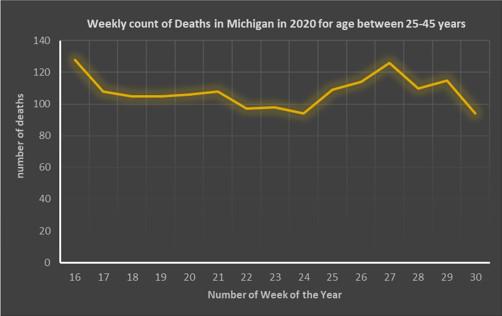 Weekly count of Deaths in Michigan in 2020 for age between 25-45 years
140
120
100
80
60
40
20
0
number of deaths
16 17 18 19 20 21 22 23 24 25 26 27 28 29 30
Number of Week of the Year